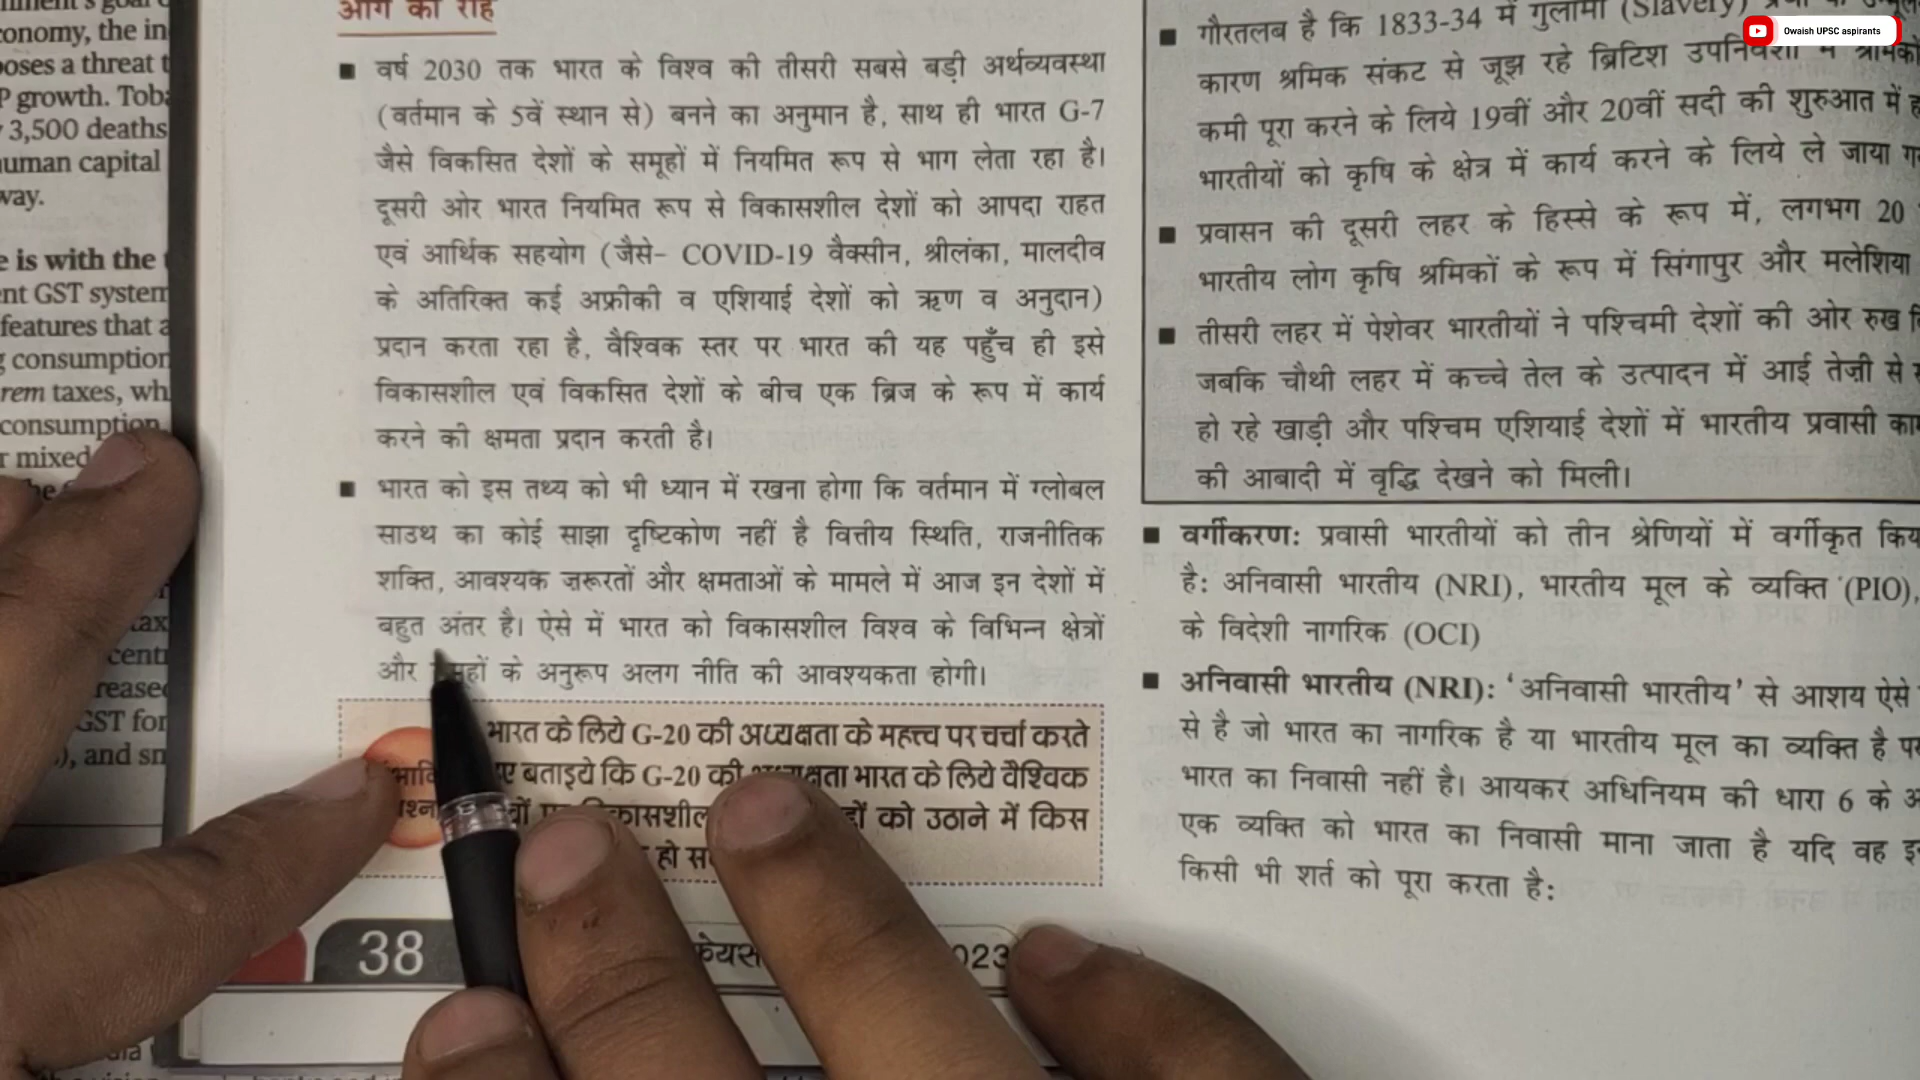 onomy, the in
oses a threat t
P growth. Toba
3,500 deaths
uman capital
way.
e is with the
ent GST system
features that a
consumption
rem taxes, wh
consumption
r mixed
tax
cent
reased
GST for
), and sm
आगे की राह
■ वर्ष 2030 तक भारत के विश्व की तीसरी सबसे बड़ी अर्थव्यवस्था
(वर्तमान के 5वें स्थान से) बनने का अनुमान है, साथ ही भारत G-7
जैसे विकसित देशों के समूहों में नियमित रूप से भाग लेता रहा है।
दूसरी ओर भारत नियमित रूप से विकासशील देशों को आपदा राहत
एवं आर्थिक सहयोग (जैसे- COVID-19 वैक्सीन, श्रीलंका, मालदीव
के अतिरिक्त कई अफ्रीकी व एशियाई देशों को ऋण व अनुदान)
प्रदान करता रहा है, वैश्विक स्तर पर भारत की यह पहुँच ही इसे
विकासशील एवं विकसित देशों के बीच एक ब्रिज के रूप में कार्य
करने की क्षमता प्रदान करती है।
■ भारत को इस तथ्य को भी ध्यान में रखना होगा कि वर्तमान में ग्लोबल
साउथ का कोई साझा दृष्टिकोण नहीं है वित्तीय स्थिति, राजनीतिक
शक्ति, आवश्यक ज़रूरतों और क्षमताओं के मामले में आज इन देशों में
बहुत अंतर है। ऐसे में भारत को विकासशील विश्व के विभिन्न क्षेत्रों
और के अनुरूप अलग नीति की आवश्यकता होगी।
भारत के लिये G-20 की अध्यक्षता के महत्त्व पर चर्चा करते
बताइये कि G-20 की भारत के लिये वैश्विक
को उठाने में किस
हो
38
■ गौरतलब है कि 1833-34 में गुलामी (Slavery)
कारण श्रमिक संकट से जूझ रहे ब्रिटिश उपनिवेशों में
कमी पूरा करने के लिये 19वीं और 20वीं सदी की शुरुआत में
भारतीयों को कृषि के क्षेत्र में कार्य करने के लिये ले जाया
■ प्रवासन की दूसरी लहर के हिस्से के रूप में, लगभग 20
भारतीय लोग कृषि श्रमिकों के रूप में सिंगापुर और मलेशिया
■ तीसरी लहर में पेशेवर भारतीयों ने पश्चिमी देशों की ओर रुख
जबकि चौथी लहर में कच्चे तेल के उत्पादन में आई तेज़ी से
हो रहे खाड़ी और पश्चिम एशियाई देशों में भारतीय प्रवासी
की आबादी में वृद्धि देखने को मिली।
■ वर्गीकरण: प्रवासी भारतीयों को तीन श्रेणियों में वर्गीकृत
है: अनिवासी भारतीय (NRI), भारतीय मूल के व्यक्ति (PIO),
के विदेशी नागरिक (OCI)
■ अनिवासी भारतीय (NRI): 'अनिवासी भारतीय' से आशय ऐसे
से है जो भारत का नागरिक है या भारतीय मूल का व्यक्ति है
भारत का निवासी नहीं है। आयकर अधिनियम की धारा 6 के
एक व्यक्ति को भारत का निवासी माना जाता है यदि वह
किसी भी शर्त को पूरा करता है:
Owaish UPSC aspirants